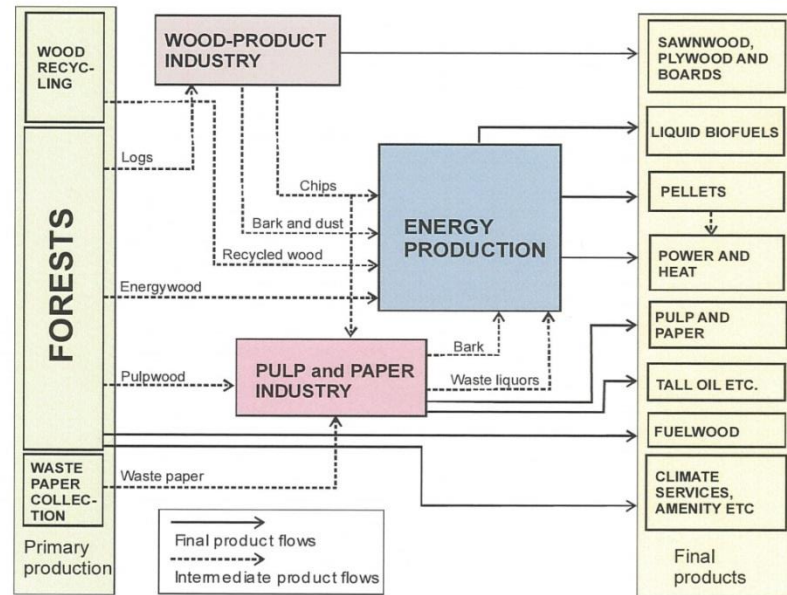 WOOD
RECYC-
LING
FORESTS
WASTE
PAPER
COLLEC-
TION
Primary
production
WOOD-PRODUCT
INDUSTRY
Logs
Chips
Bark and dust
Recycled wood
Energywood
Pulpwood
Waste paper
ENERGY
PRODUCTION
PULP and PAPER
INDUSTRY
Bark
Waste liquors
Final product flows
Intermediate product flows
SAWNWOOD,
PLYWOOD AND
BOARDS
LIQUID BIOFUELS
PELLETS
POWER AND
HEAT
PULP AND
PAPER
TALL OIL ETC.
FUELWOOD
CLIMATE
SERVICES,
AMENITY ETC
Final
products